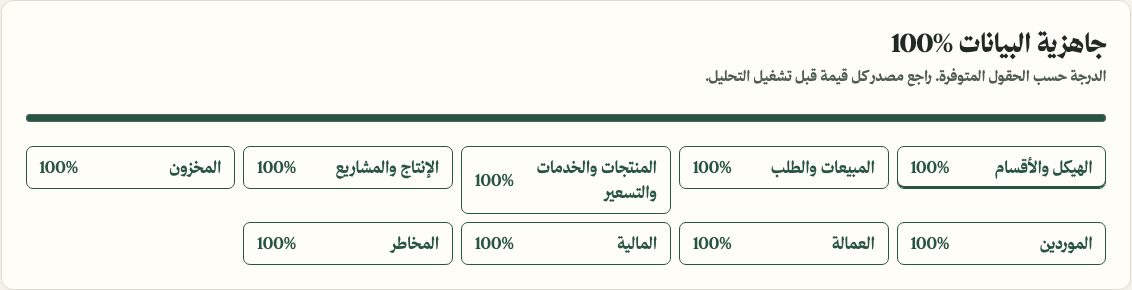 جاهزية البيانات 100%
الدرجة حسب الحقول المتوفرة. راجع مصدر كل قيمة قبل تشغيل التحليل.
الهيكل والأقسام 100%
المبيعات والطلب 100%
المنتجات والخدمات
والتسعير 100%
الإنتاج والمشاريع 100%
المخزون 100%
الموردين 100%
العمالة 100%
المالية 100%
المخاطر 100%